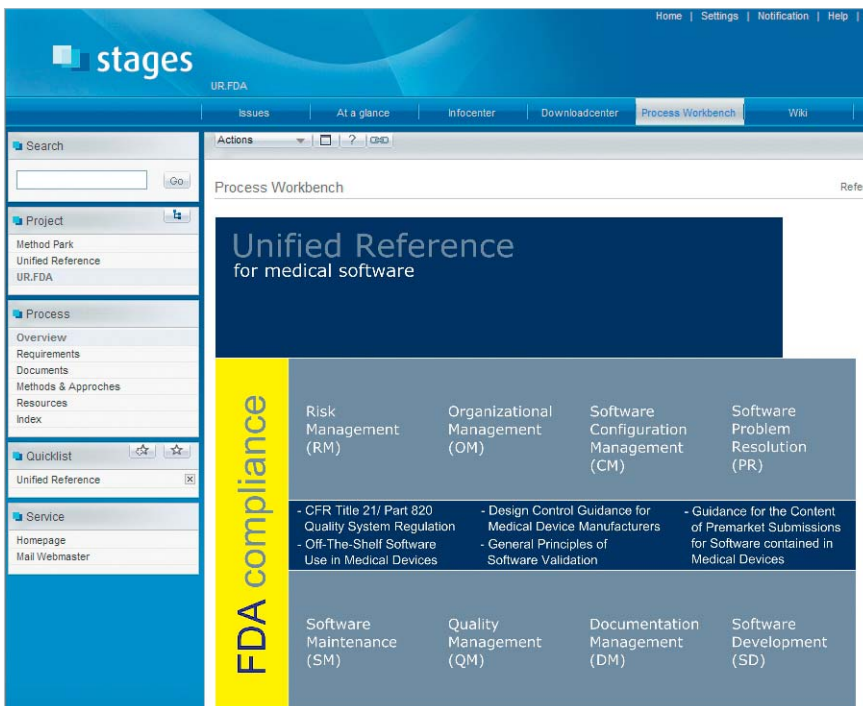 Home | Settings | Notification | Help |
stages
UR.FDA
Issues | At a glance | Infocenter | Downloadcenter | Process Workbench | Wiki
Search
Go
Project
Method Park
Unified Reference
UR.FDA
Process
Overview
Requirements
Documents
Methods & Approches
Resources
Index
Quicklist
Unified Reference
Service
Homepage
Mail Webmaster
Actions
?
Process Workbench
Refe
Unified Reference
for medical software
FDA compliance
Risk
Management
(RM)
Organizational
Management
(OM)
Software
Configuration
Management
(CM)
Software
Problem
Resolution
(PR)
- CFR Title 21/ Part 820
Quality System Regulation
- Off-The-Shelf Software
Use in Medical Devices
- Design Control Guidance for
Medical Device Manufacturers
- General Principles of
Software Validation
- Guidance for the Content
of Premarket Submissions
for Software contained in
Medical Devices
Software
Maintenance
(SM)
Quality
Management
(QM)
Documentation
Management
(DM)
Software
Development
(SD)